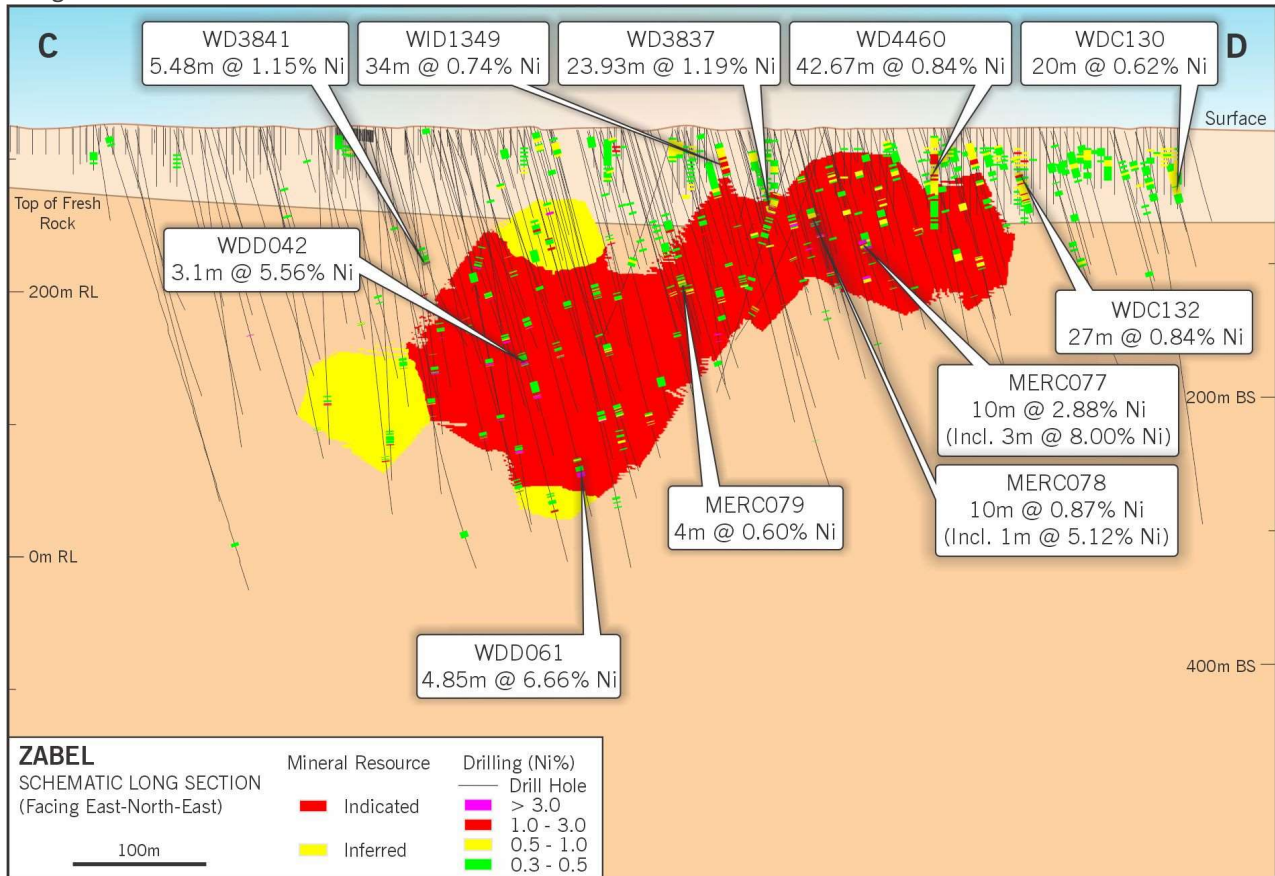 C
WD3841
5.48m @ 1.15% Ni
WID1349
34m @ 0.74% Ni
WD3837
23.93m @ 1.19% Ni
WD4460
42.67m @ 0.84% Ni
WDC130
20m @ 0.62% Ni
D
Surface
Top of Fresh
Rock
WDD042
3.1m @ 5.56% Ni
200m RL
WDC132
27m @ 0.84% Ni
MERC077
10m @ 2.88% Ni
(Incl. 3m @ 8.00% Ni)
200m BS
MERC078
10m @ 0.87% Ni
(Incl. 1m @ 5.12% Ni)
MERC079
4m @ 0.60% Ni
0m RL
WDD061
4.85m @ 6.66% Ni
400m BS
ZABEL
SCHEMATIC LONG SECTION
(Facing East-North-East)
100m
Mineral Resource
Indicated
Inferred
Drilling (Ni%)
Drill Hole
> 3.0
1.0 - 3.0
0.5 - 1.0
0.3 - 0.5